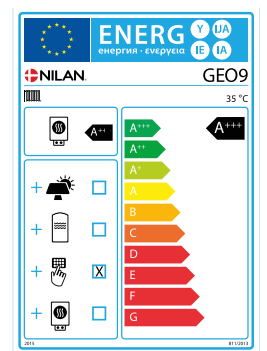 ENERG
енергия · ενεργεια
Y IJA
IE IA
NILAN. GEO9
35 °C
A++
A+++
A+++
A++
A+
A
B
C
D
E
F
G
+
+
+ X
+
2015 811/2013